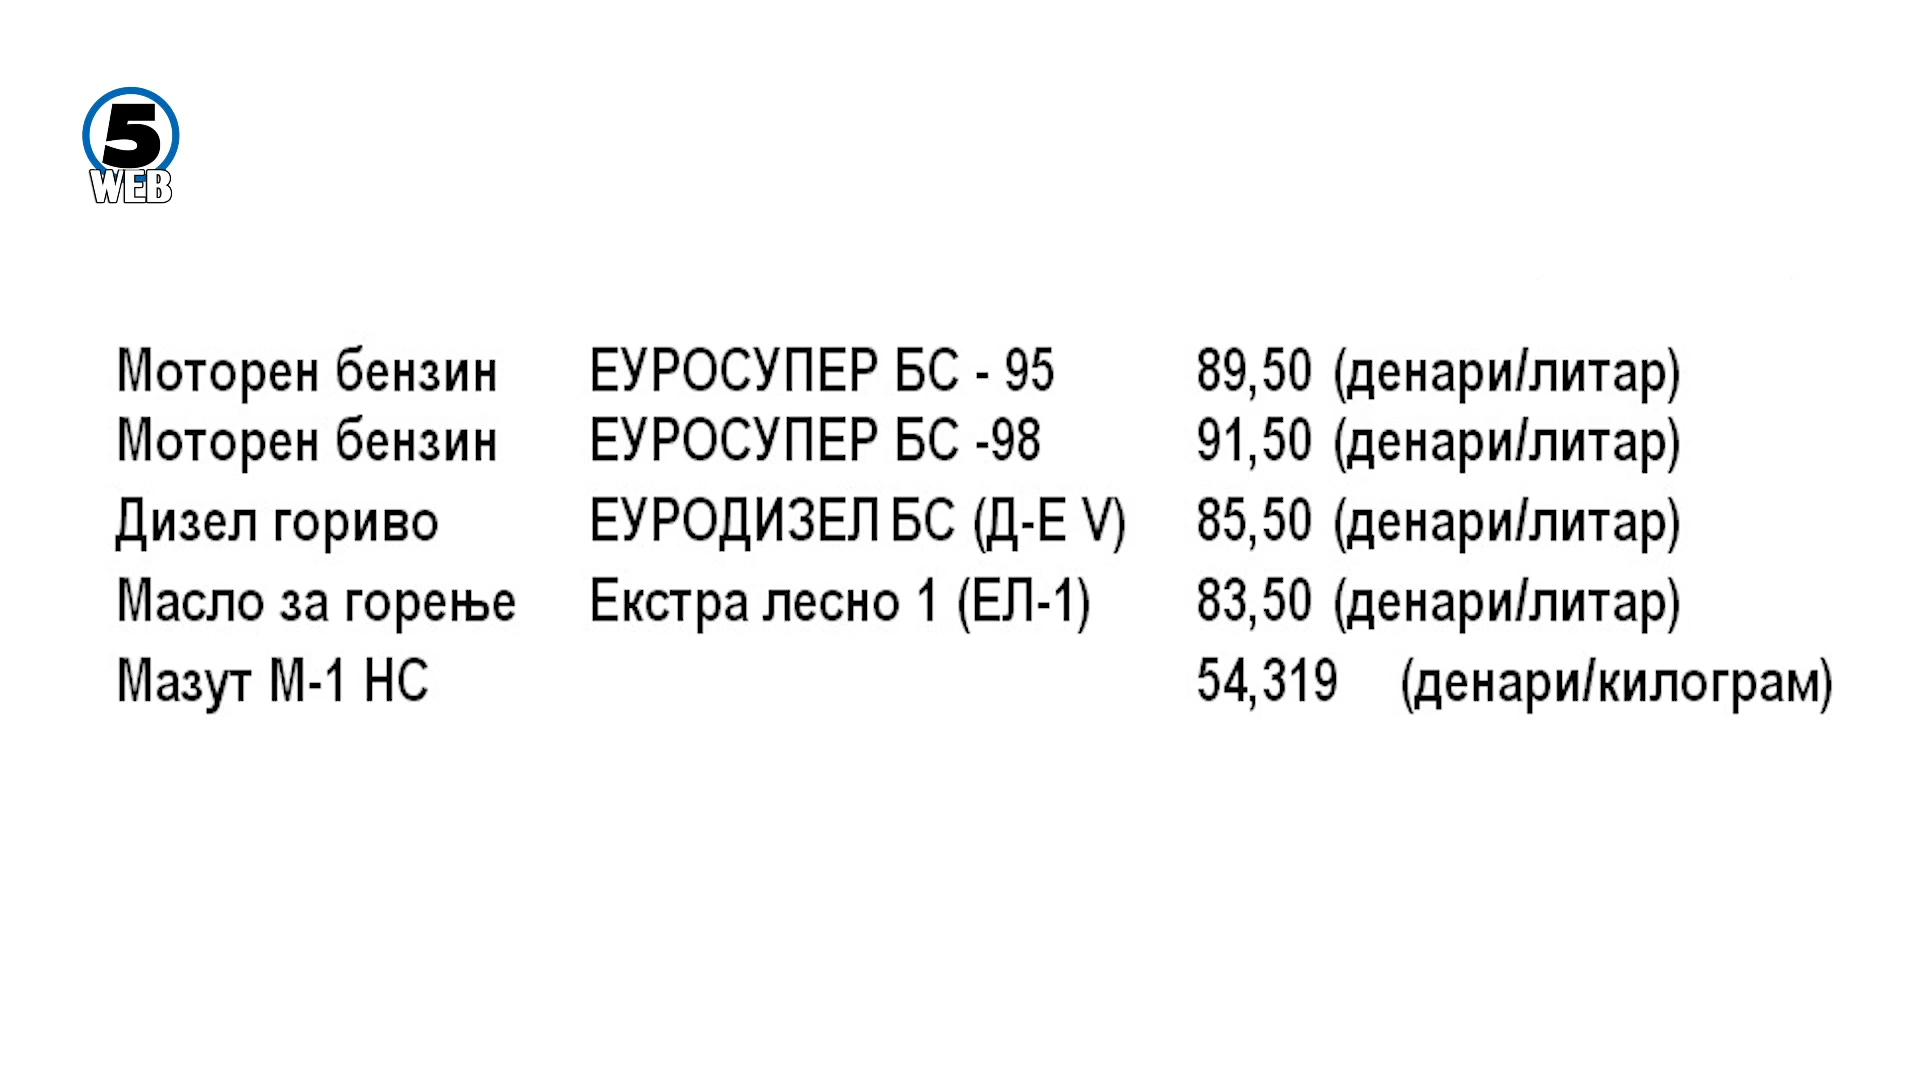 5
WEB
Моторен бензин ЕУРОСУПЕР БС - 95 89,50 (денари/литар)
Моторен бензин ЕУРОСУПЕР БС -98 91,50 (денари/литар)
Дизел гориво ЕУРОДИЗЕЛ БС (Д-Е V) 85,50 (денари/литар)
Масло за горење Екстра лесно 1 (ЕЛ-1) 83,50 (денари/литар)
Мазут М-1 НС 54,319 (денари/килограм)